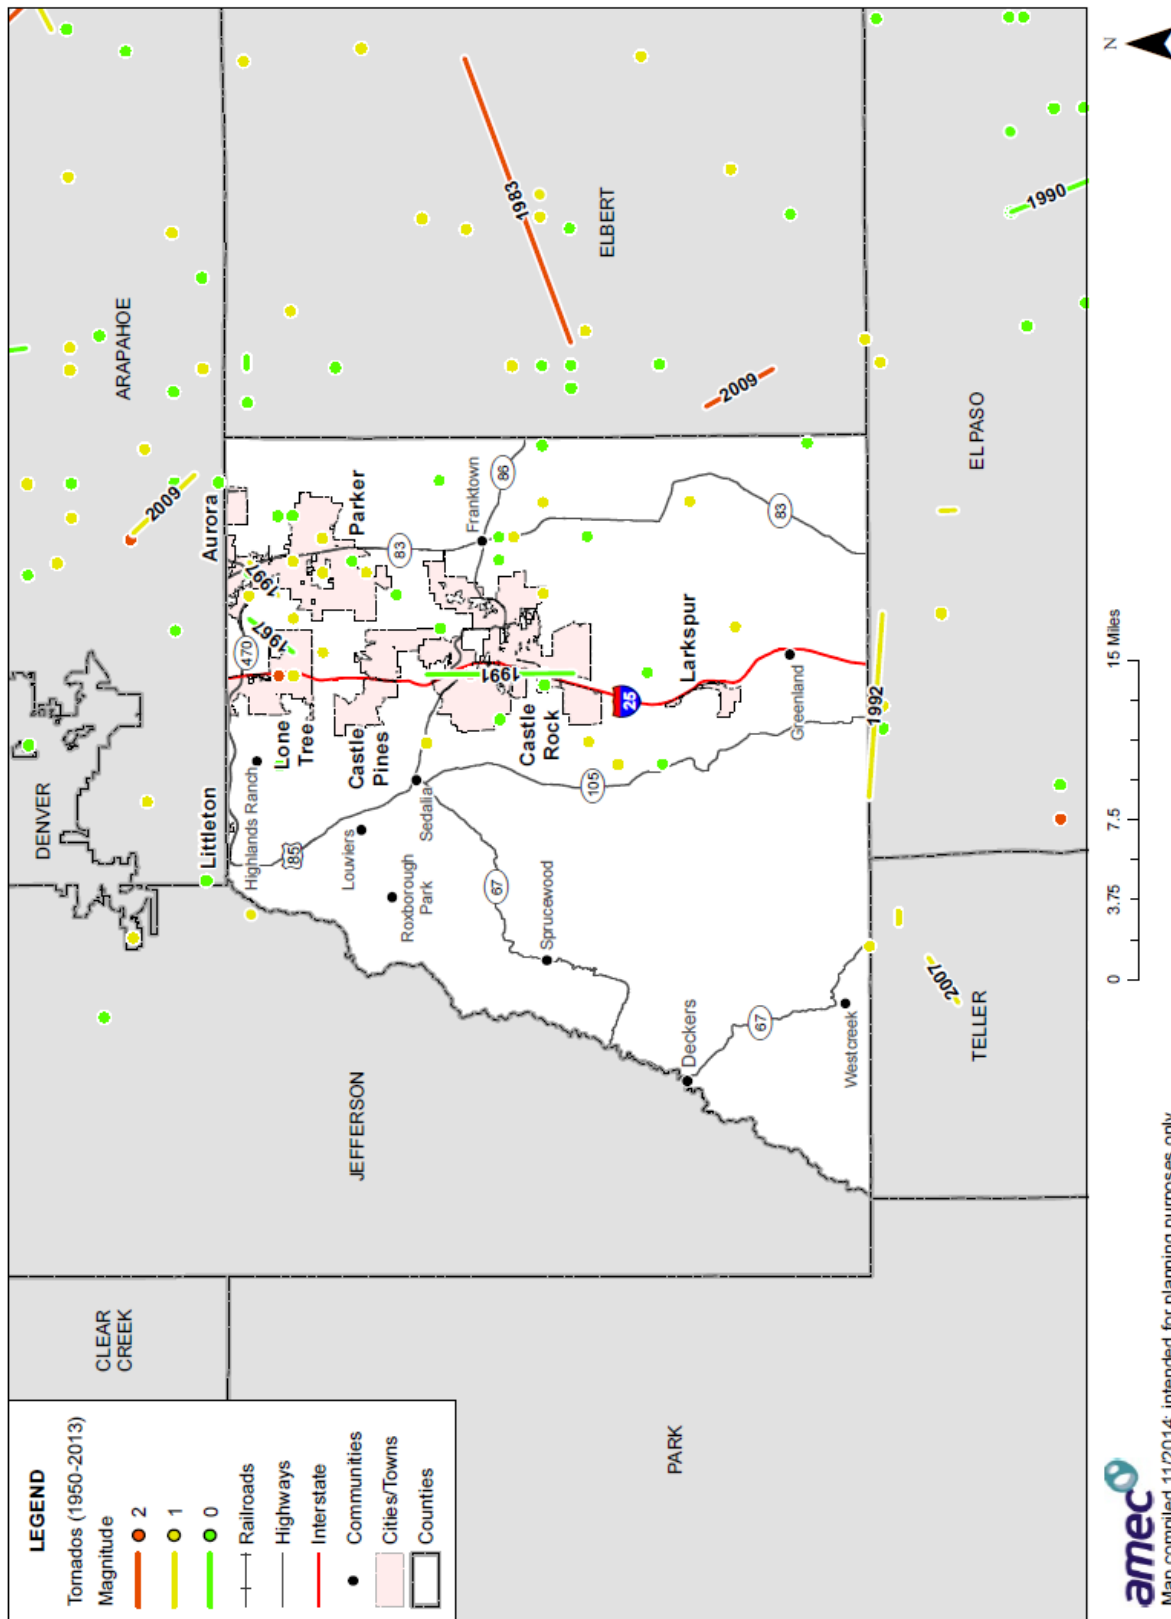 LEGEND
Tornados (1950-2013)
Magnitude
2
1
0
Railroads
Highways
Interstate
Communities
Cities/Towns
Counties
CLEAR
CREEK
DENVER
ARAPAHOE
JEFFERSON
PARK
ELBERT
TELLER
EL PASO
Littleton
Aurora
2009
470
Highlands Ranch
Lone
Tree
1967
1997
Parker
85
Louviers
Castle
Pines
83
Roxborough
Park
Sedalia
Franktown
86
67
1991
Castle
Rock
Sprucewood
105
25
Larkspur
Deckers
67
83
Greenland
Westcreek
1983
2009
1992
2007
1990
0
3.75
7.5
15 Miles
N
amec
Map compiled 11/2014; intended for planning purposes only.